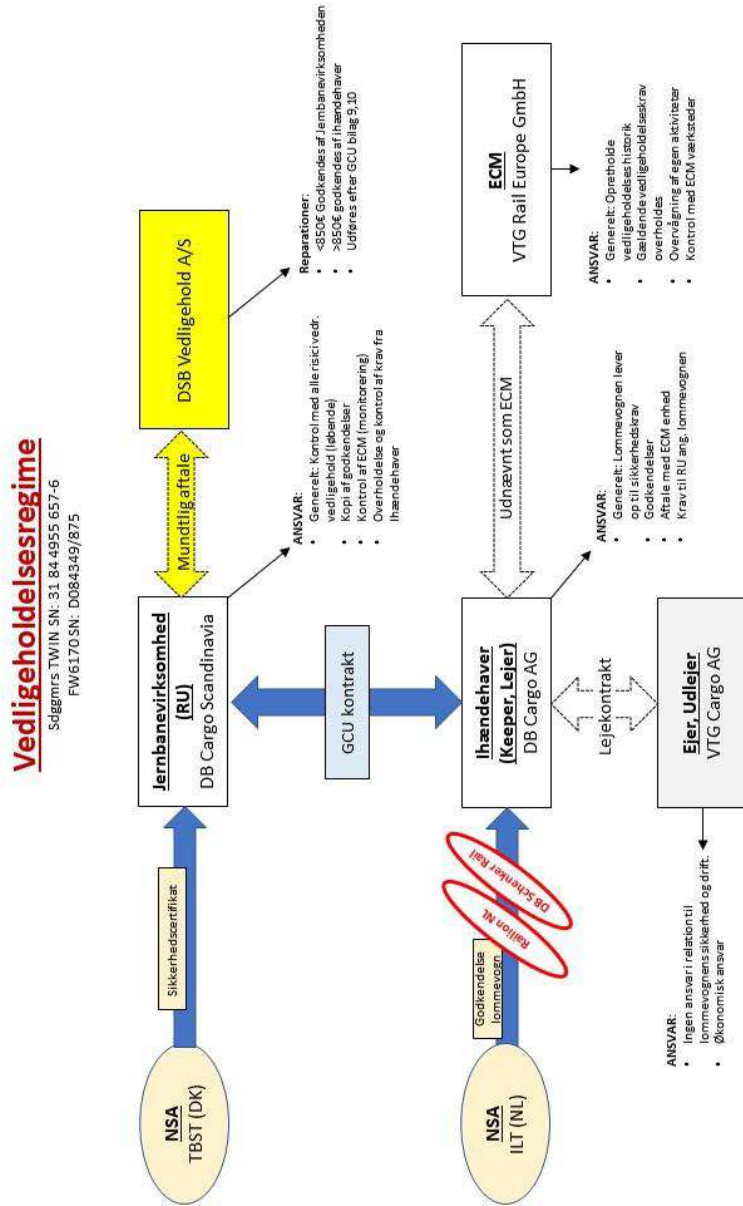 Vedligeholdelsesregime
Sdggmrs TWIN SN: 31 84 4955 657-6
FW6170 SN: D084349/875
NSA
TBST (DK)
Sikkerhedscertifikat
Jernbanevirksomhed
(RU)
DB Cargo Scandinavia
Mundtlig aftale
DSB Vedligehold A/S
Reparationer:
• <850€ Godkendes af Jernbanevirksomheden
• >850€ godkendes af ihændehaver
• Udføres efter GCU bilag 9,10
ANSVAR:
• Generelt: Kontrol med alle risici vedr.
vedligehold (løbende)
• Kopi af godkendelser
• Kontrol af ECM (monitorering)
• Overholdelse og kontrol af krav fra
Ihændehaver
GCU kontrakt
NSA
ILT (NL)
Godkendelse
lommevogn
Railion NL
DB Schenker Rail
Ihændehaver
(Keeper, Lejer)
DB Cargo AG
Udnævnt som ECM
ECM
VTG Rail Europe GmbH
ANSVAR:
• Generelt: Opretholde
vedligeholdelses historik
• Gældende vedligeholdelseskrav
overholdes
• Overvågning af egen aktiviteter
• Kontrol med ECM værksteder
ANSVAR:
• Generelt: Lommevognen lever
op til sikkerhedskrav
• Godkendelser
• Aftale med ECM enhed
• Krav til RU ang. lommevognen
Lejekontrakt
Ejer, Udlejer
VTG Cargo AG
ANSVAR:
• Ingen ansvar i relation til
lommevognens sikkerhed og drift.
• Økonomisk ansvar